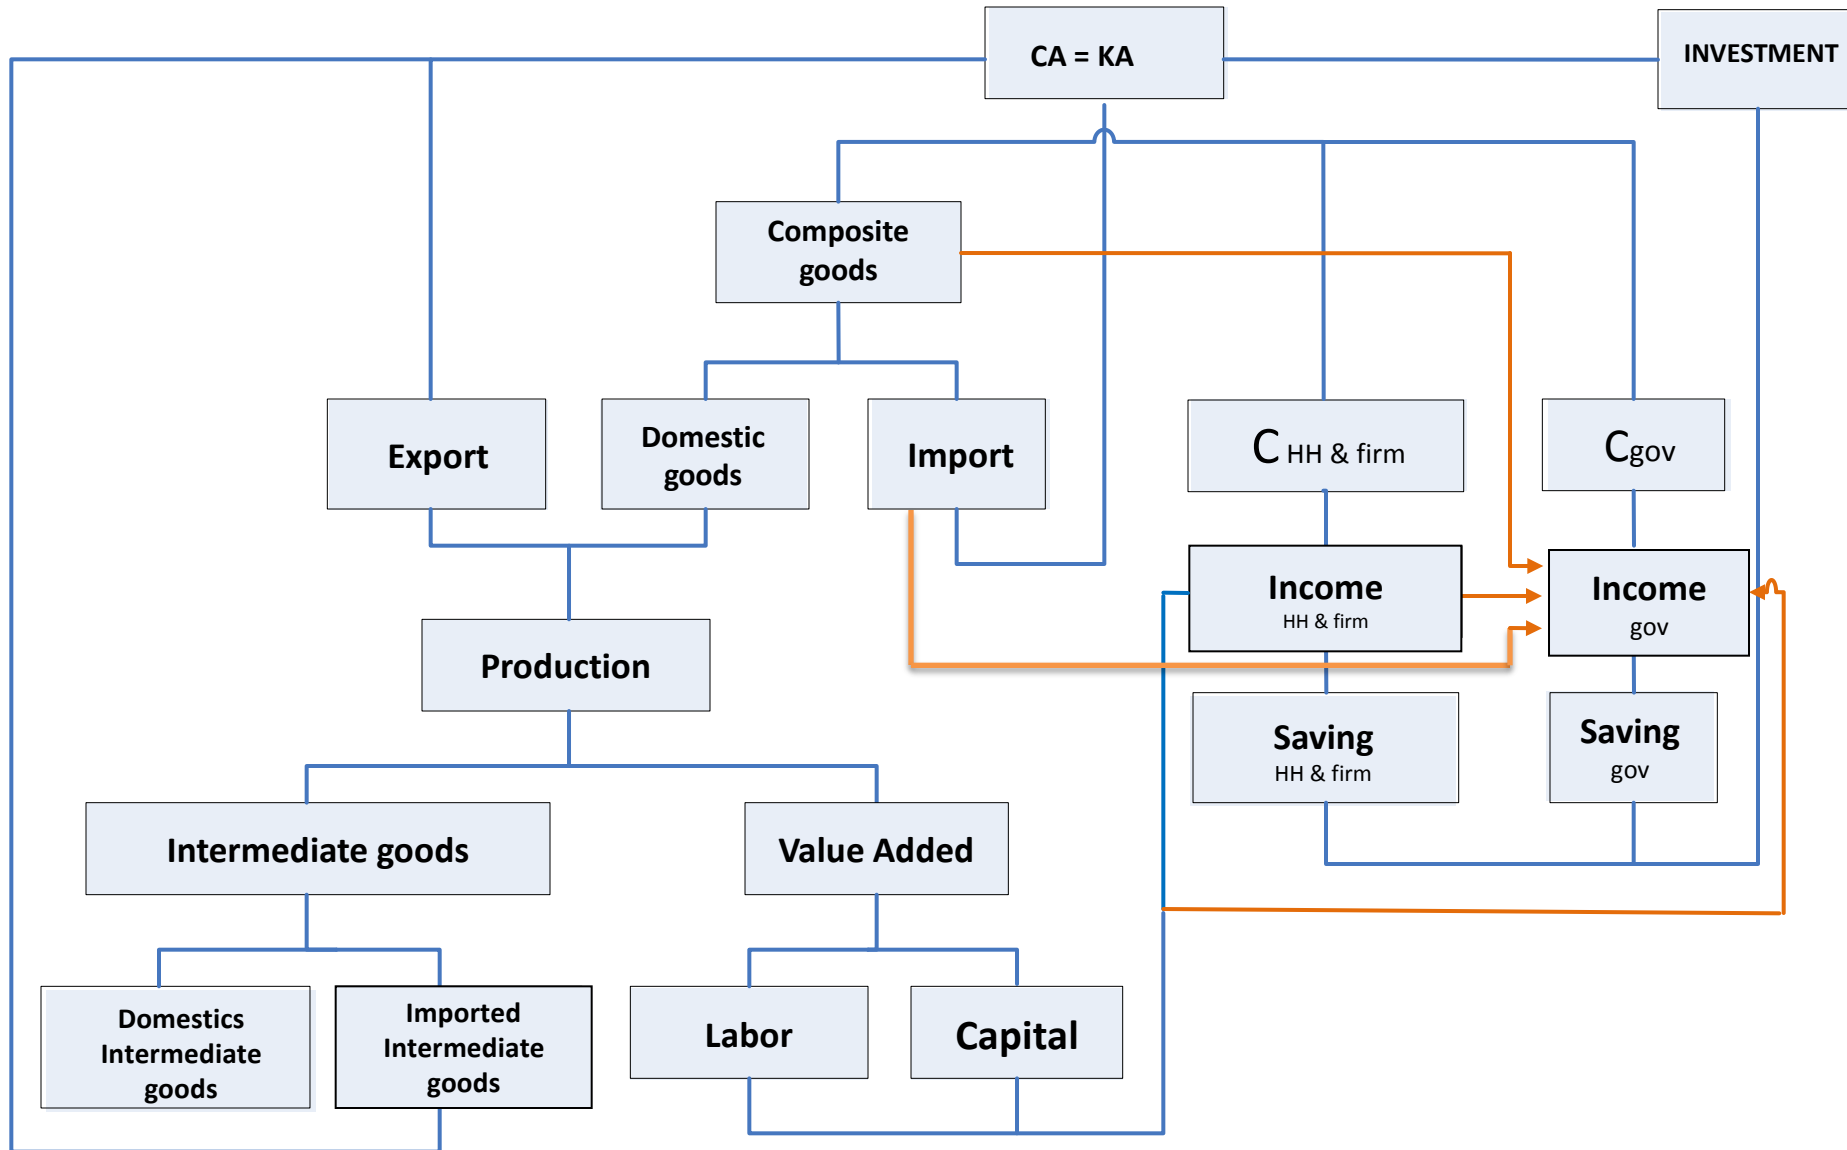 CA = KA
INVESTMENT
Composite
goods
Export
Domestic
goods
Import
C HH & firm
Cgov
Income
HH & firm
Income
gov
Production
Saving
HH & firm
Saving
gov
Intermediate goods
Value Added
Domestics
Intermediate
goods
Imported
Intermediate
goods
Labor
Capital